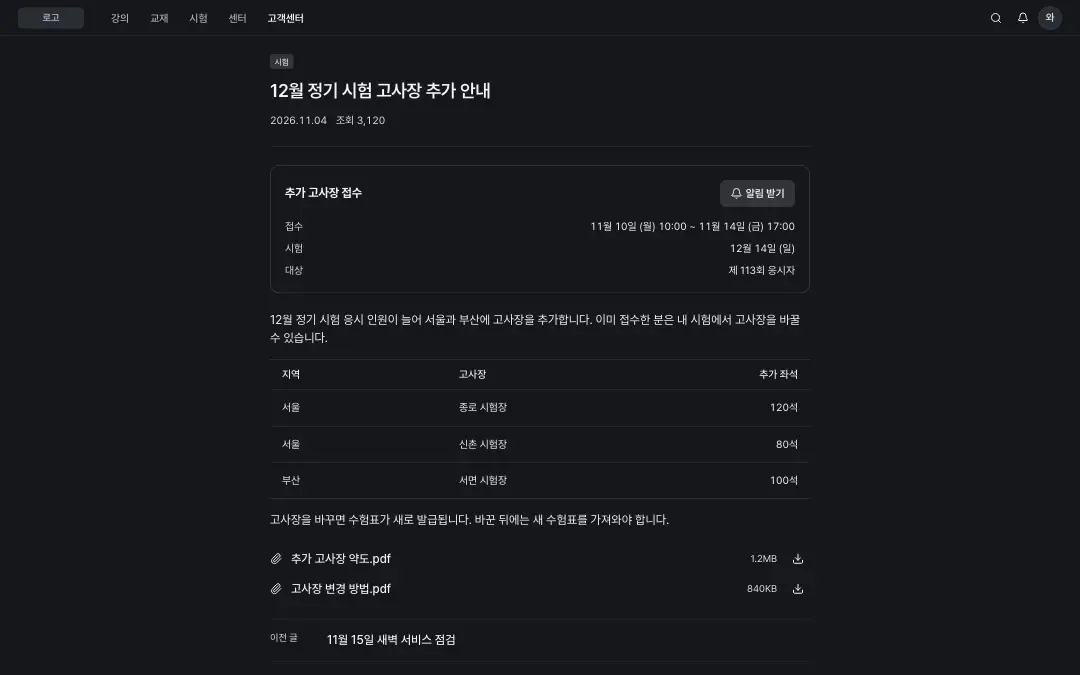 로고 강의 교재 시험 센터 고객센터 와
시험
12월 정기 시험 고사장 추가 안내
2026.11.04 조회 3,120
추가 고사장 접수 알림 받기
접수 11월 10일 (월) 10:00 ~ 11월 14일 (금) 17:00
시험 12월 14일 (일)
대상 제 113회 응시자
12월 정기 시험 응시 인원이 늘어 서울과 부산에 고사장을 추가합니다. 이미 접수한 분은 내 시험에서 고사장을 바꿀
수 있습니다.
지역 고사장 추가 좌석
서울 종로 시험장 120석
서울 신촌 시험장 80석
부산 서면 시험장 100석
고사장을 바꾸면 수험표가 새로 발급됩니다. 바꾼 뒤에는 새 수험표를 가져와야 합니다.
추가 고사장 약도.pdf 1.2MB
고사장 변경 방법.pdf 840KB
이전 글 11월 15일 새벽 서비스 점검